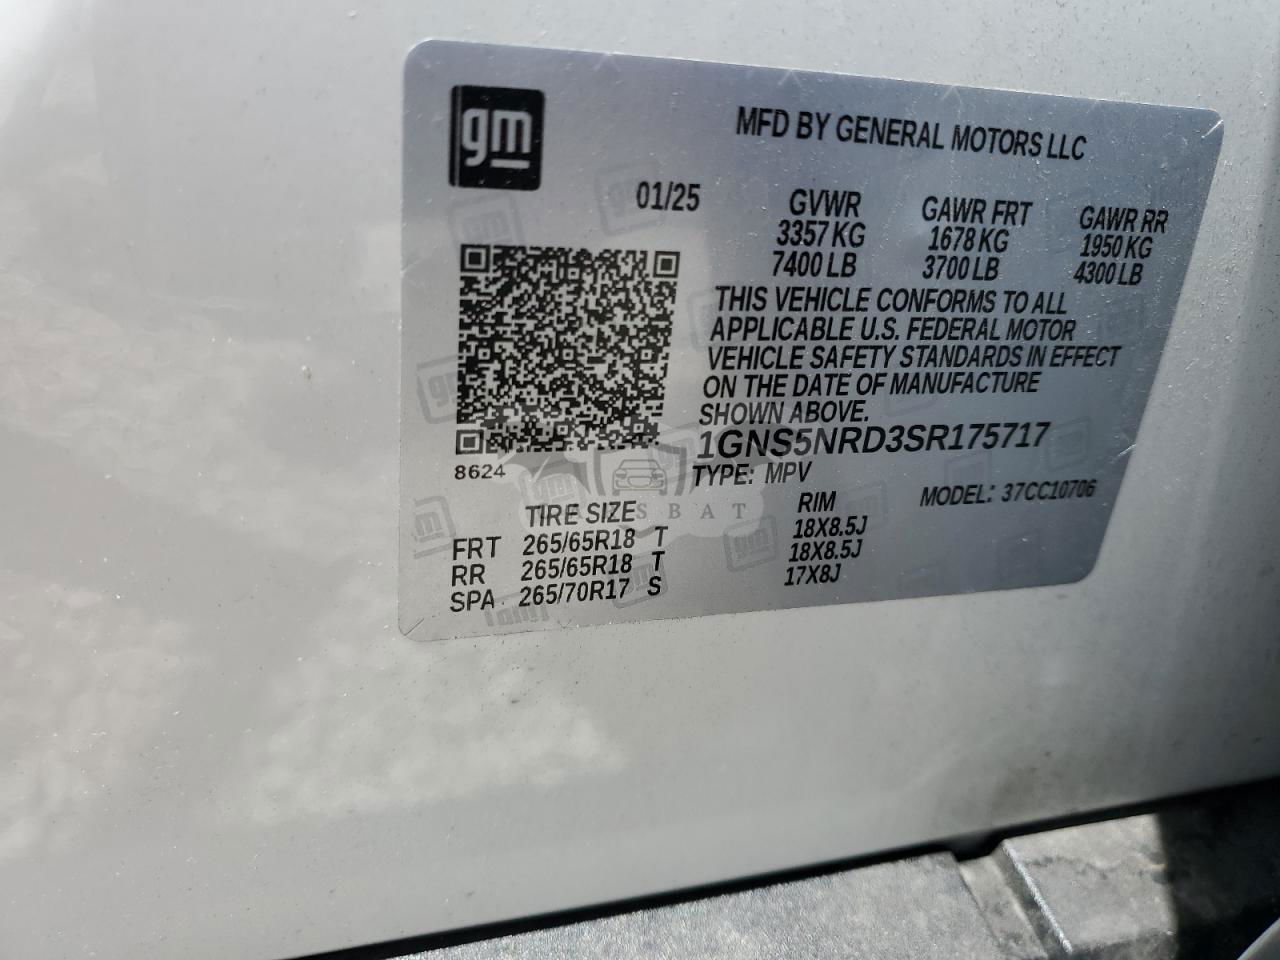 gm
MFD BY GENERAL MOTORS LLC
01/25
GVWR GAWR FRT GAWR RR
3357 KG 1678 KG 1950 KG
7400 LB 3700 LB 4300 LB
THIS VEHICLE CONFORMS TO ALL
APPLICABLE U.S. FEDERAL MOTOR
VEHICLE SAFETY STANDARDS IN EFFECT
ON THE DATE OF MANUFACTURE
SHOWN ABOVE.
1GNS5NRD3SR175717
8624
TYPE: MPV MODEL: 37CC10706
TIRE SIZE RIM
FRT 265/65R18 T 18X8.5J
RR 265/65R18 T 18X8.5J
SPA 265/70R17 S 17X8J